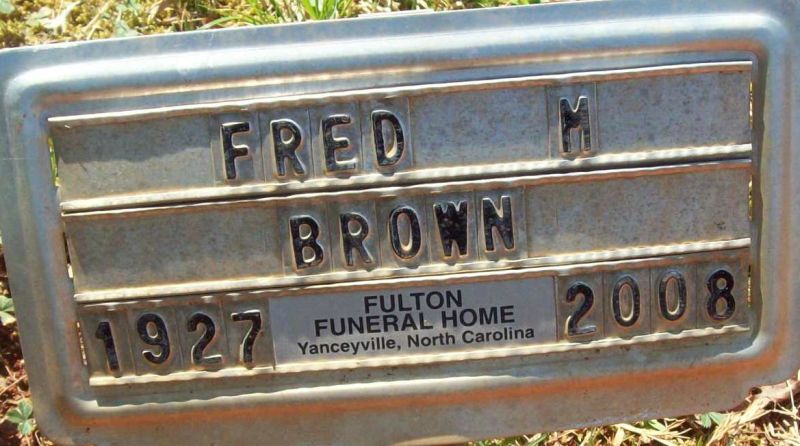 FRED M
BROWN
1927 2008
FULTON
FUNERAL HOME
Yanceyville, North Carolina